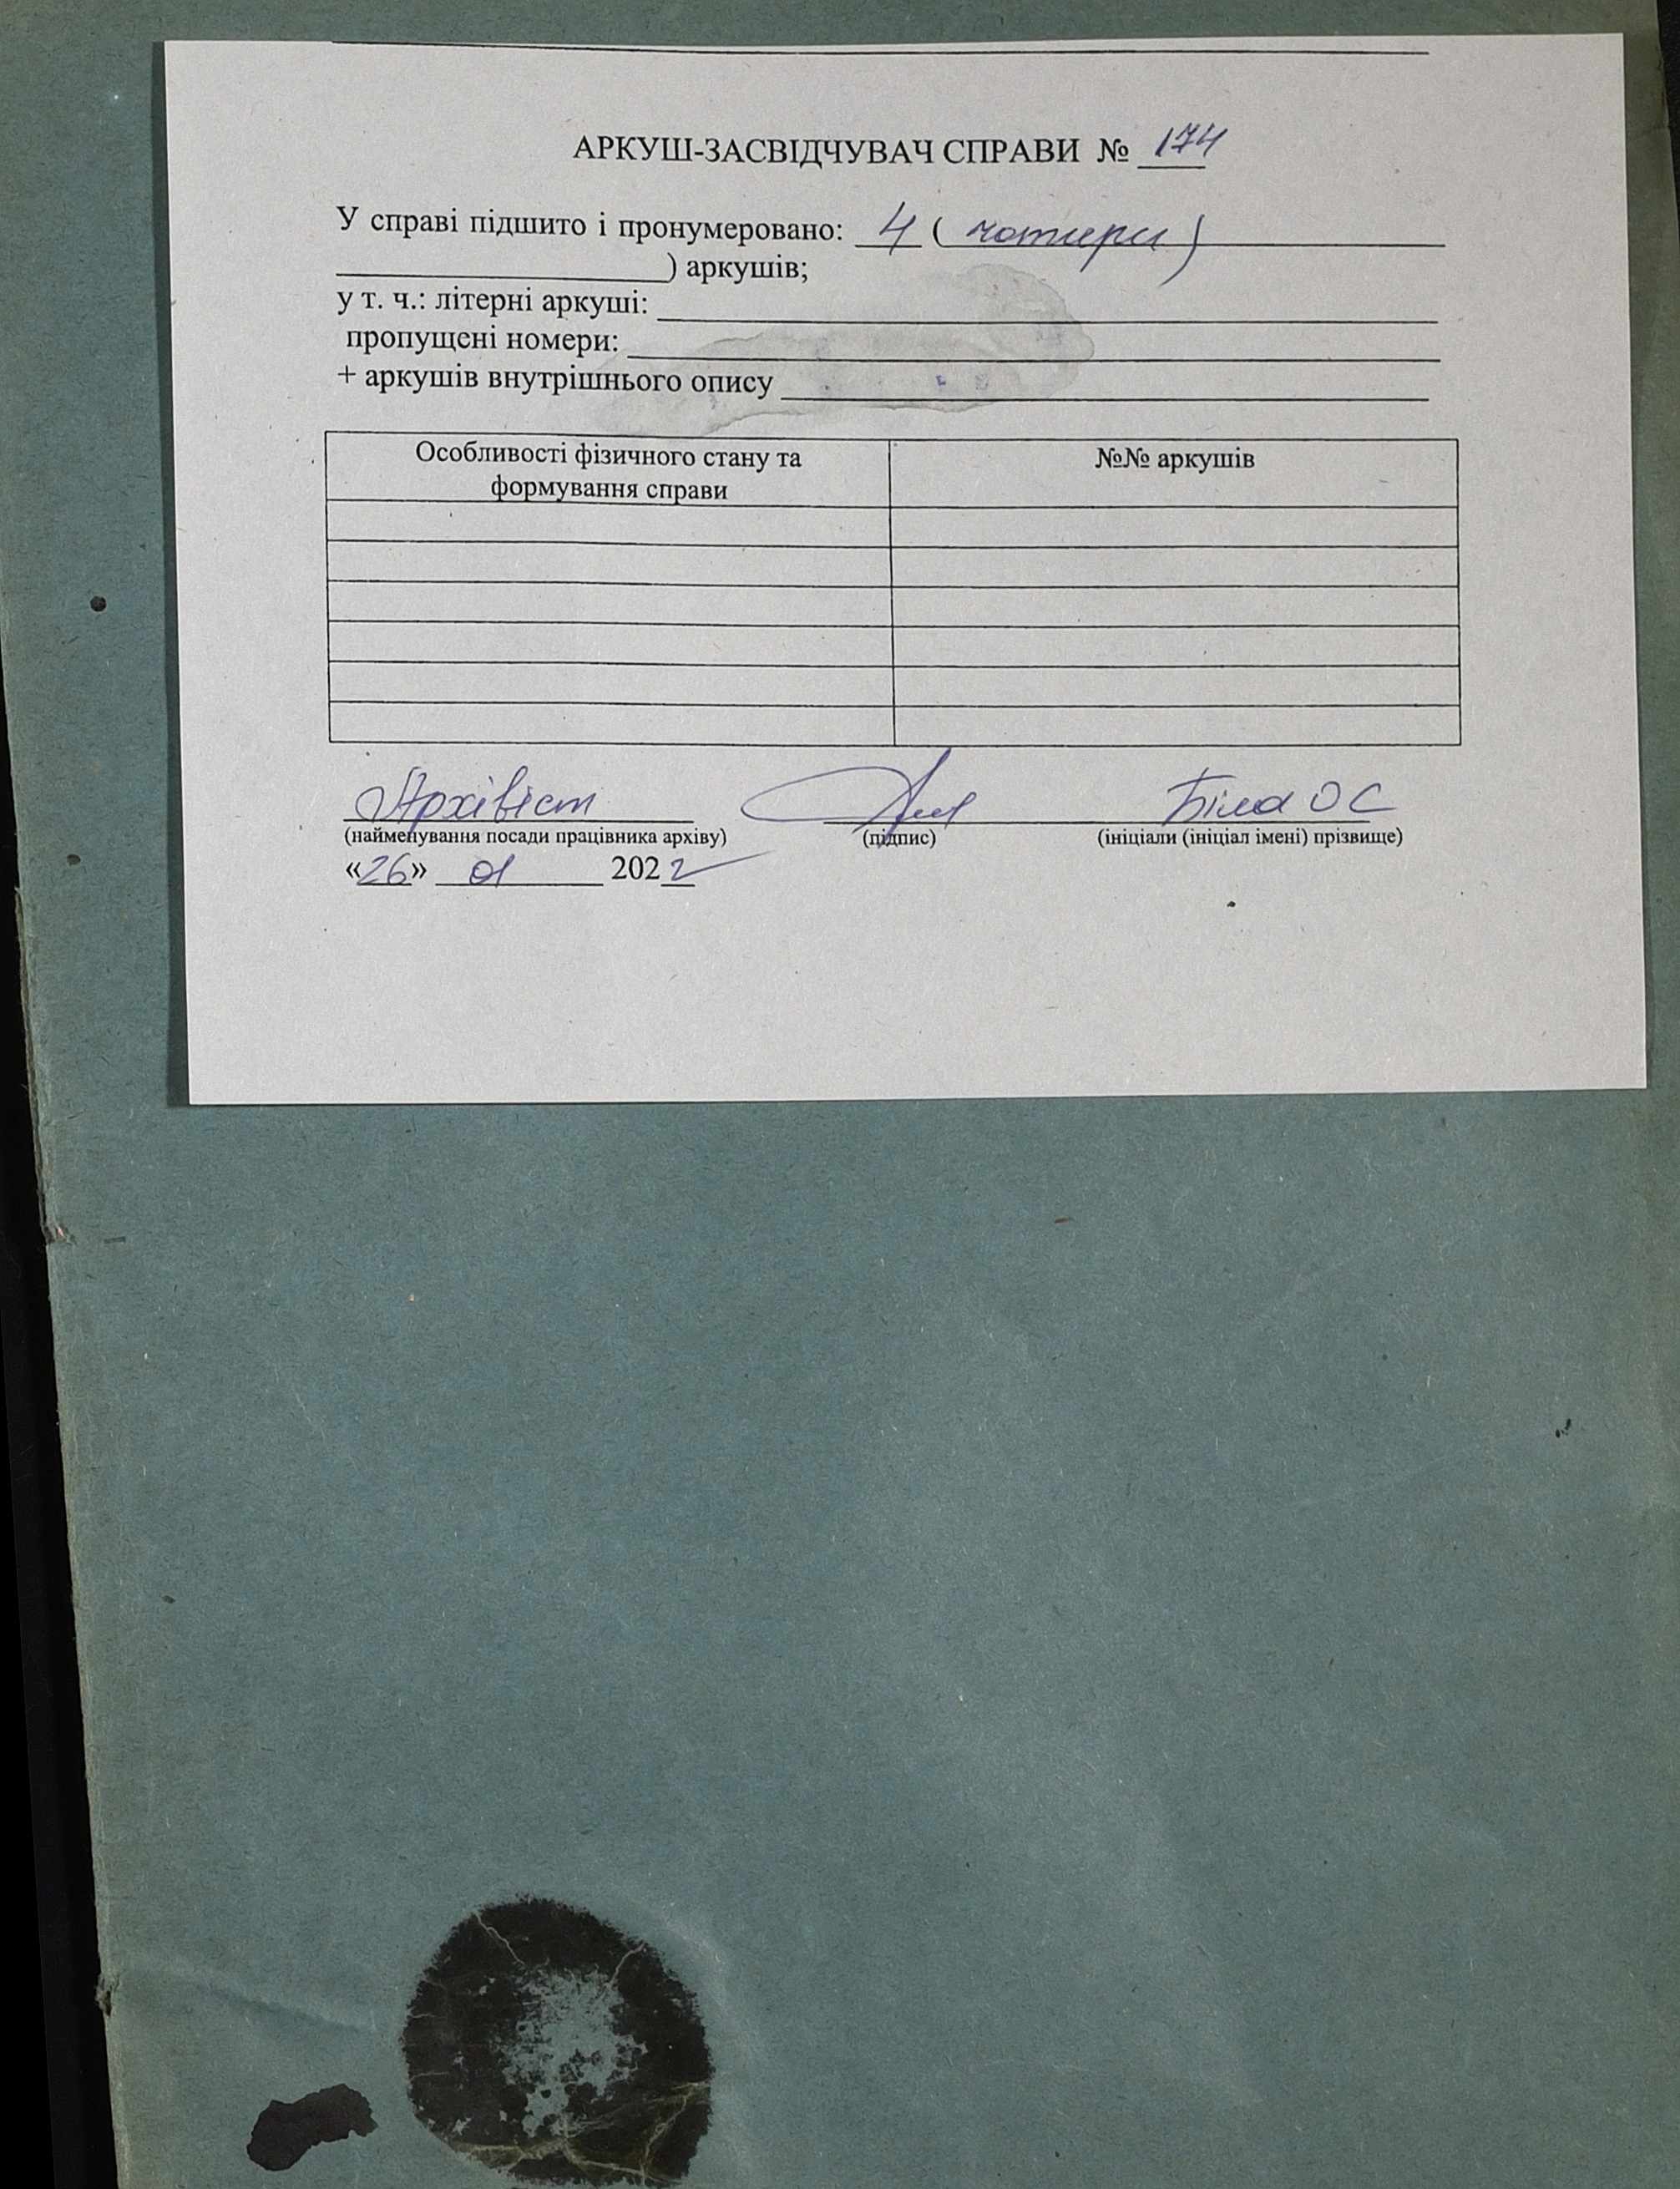 АРКУШ-ЗАСВІДЧУВАЧ СПРАВИ № 174
У справі підшито і пронумеровано: 4 ( чотири )
) аркушів;
у т. ч.: літерні аркуші:
пропущені номери:
+ аркушів внутрішнього опису
Особливості фізичного стану та формування справи	№№ аркушів
Архівіст Біла О С
(найменування посади працівника архіву) (підпис) (ініціали (ініціал імені) прізвище)
«26» 01 2022